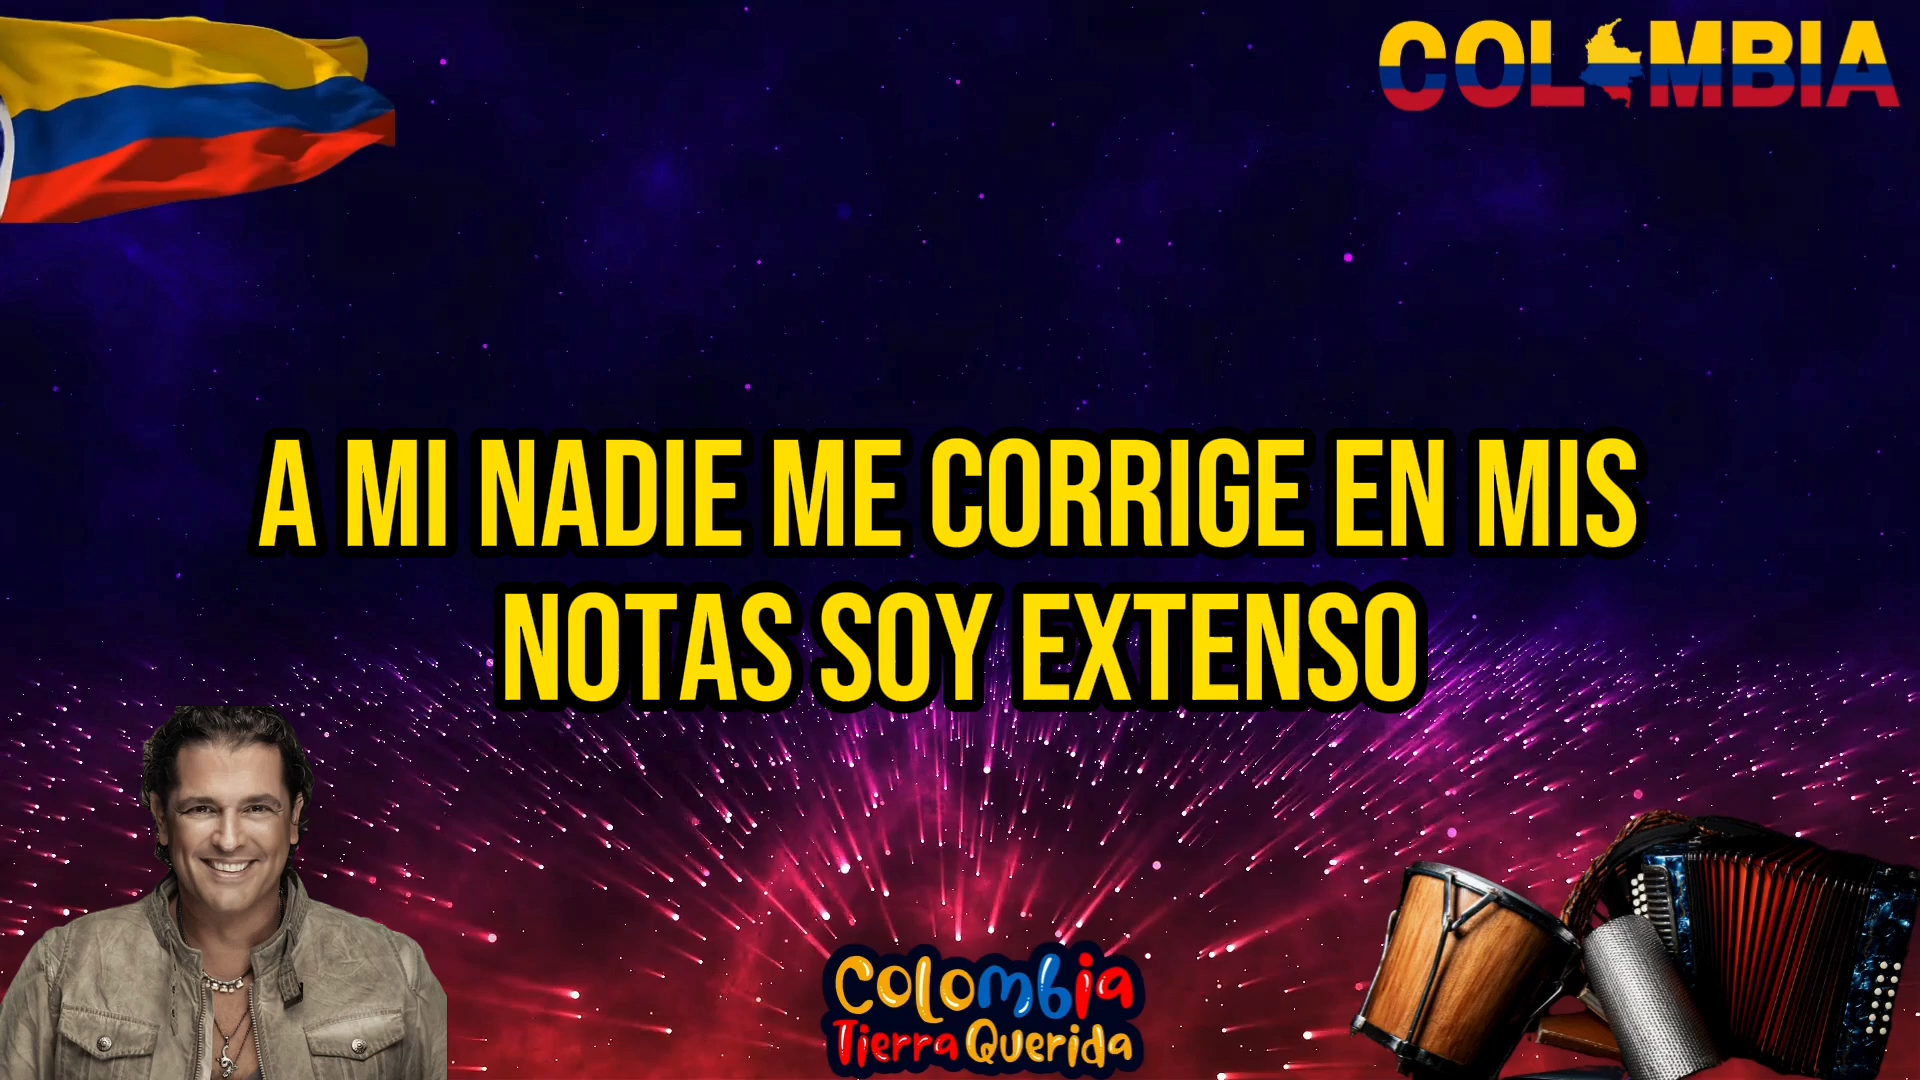 COLOMBIA
A MI NADIE ME CORRIGE EN MIS
NOTAS SOY EXTENSO
Colombia
Tierra Querida